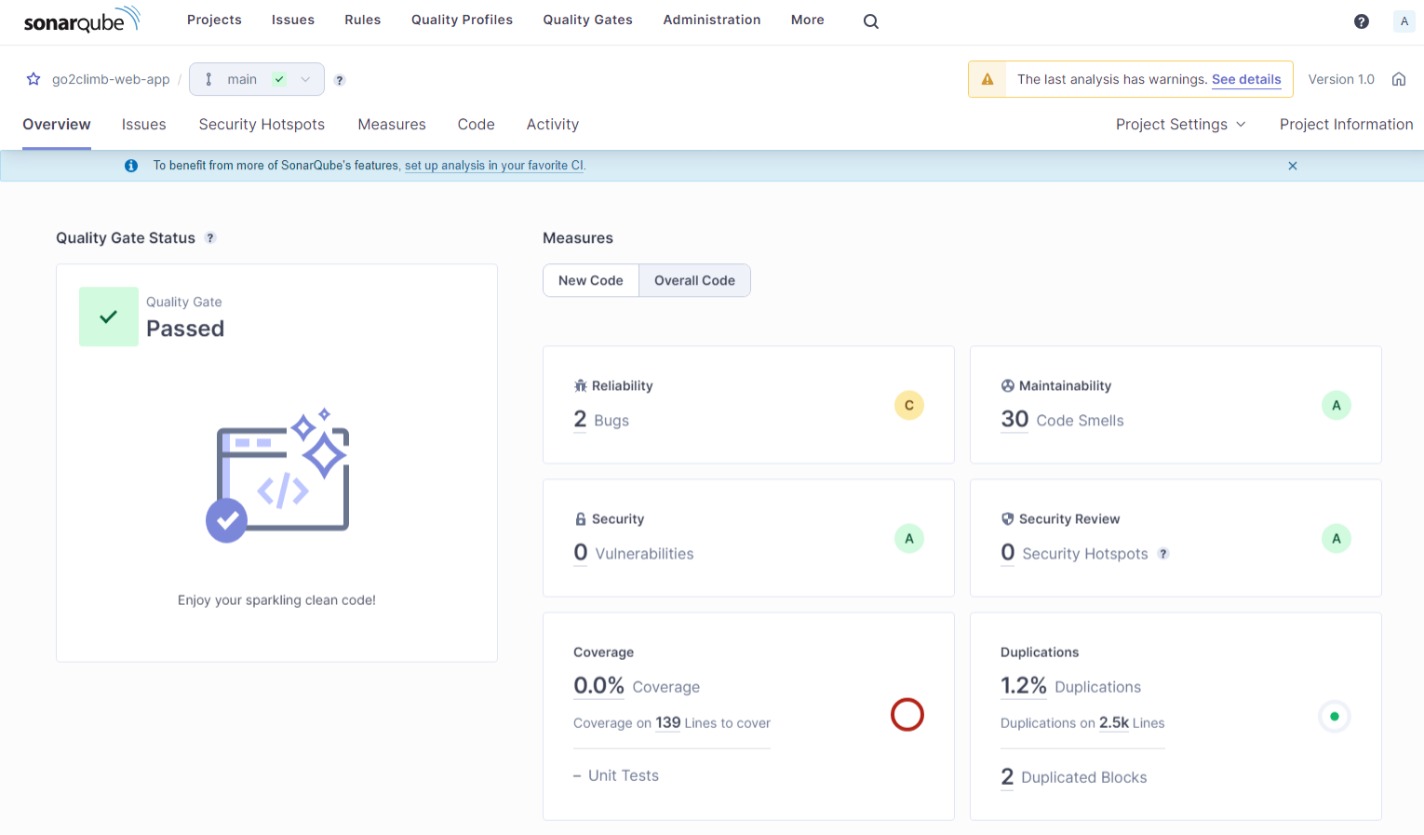 sonarqube Projects Issues Rules Quality Profiles Quality Gates Administration More ? A
go2climb-web-app / main ? The last analysis has warnings. See details Version 1.0
Overview Issues Security Hotspots Measures Code Activity Project Settings Project Information
To benefit from more of SonarQube's features, set up analysis in your favorite CI.
Quality Gate Status ?
Quality Gate
Passed
</>
Enjoy your sparkling clean code!
Measures
New Code Overall Code
Reliability
2 Bugs C
Maintainability
30 Code Smells A
Security
0 Vulnerabilities A
Security Review
0 Security Hotspots ? A
Coverage
0.0% Coverage
Coverage on 139 Lines to cover
– Unit Tests
Duplications
1.2% Duplications
Duplications on 2.5k Lines
2 Duplicated Blocks